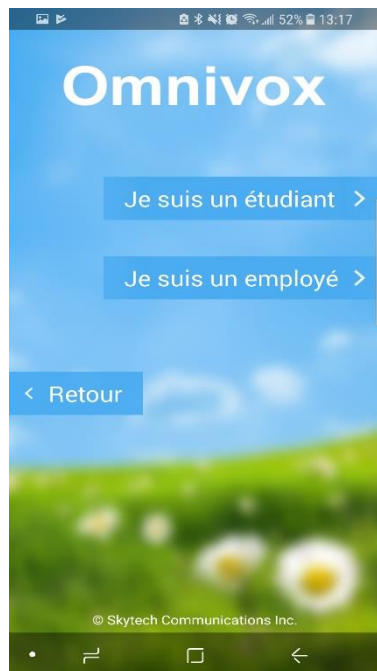 52% 13:17
Omnivox
Je suis un étudiant >
Je suis un employé >
< Retour
© Skytech Communications Inc.